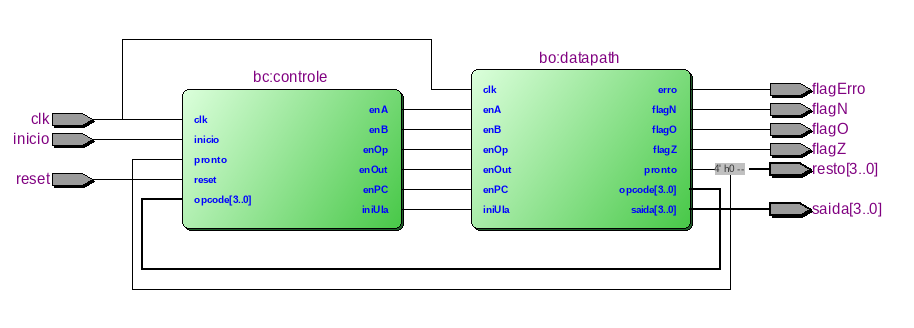 bc:controle
bo:datapath
clk
inicio
reset
clk
inicio
pronto
reset
opcode[3..0]
enA
enB
enOp
enOut
enPC
iniUla
clk
enA
enB
enOp
enOut
enPC
iniUla
erro
flagN
flagO
flagZ
pronto
opcode[3..0]
saida[3..0]
4' h0 --
flagErro
flagN
flagO
flagZ
resto[3..0]
saida[3..0]